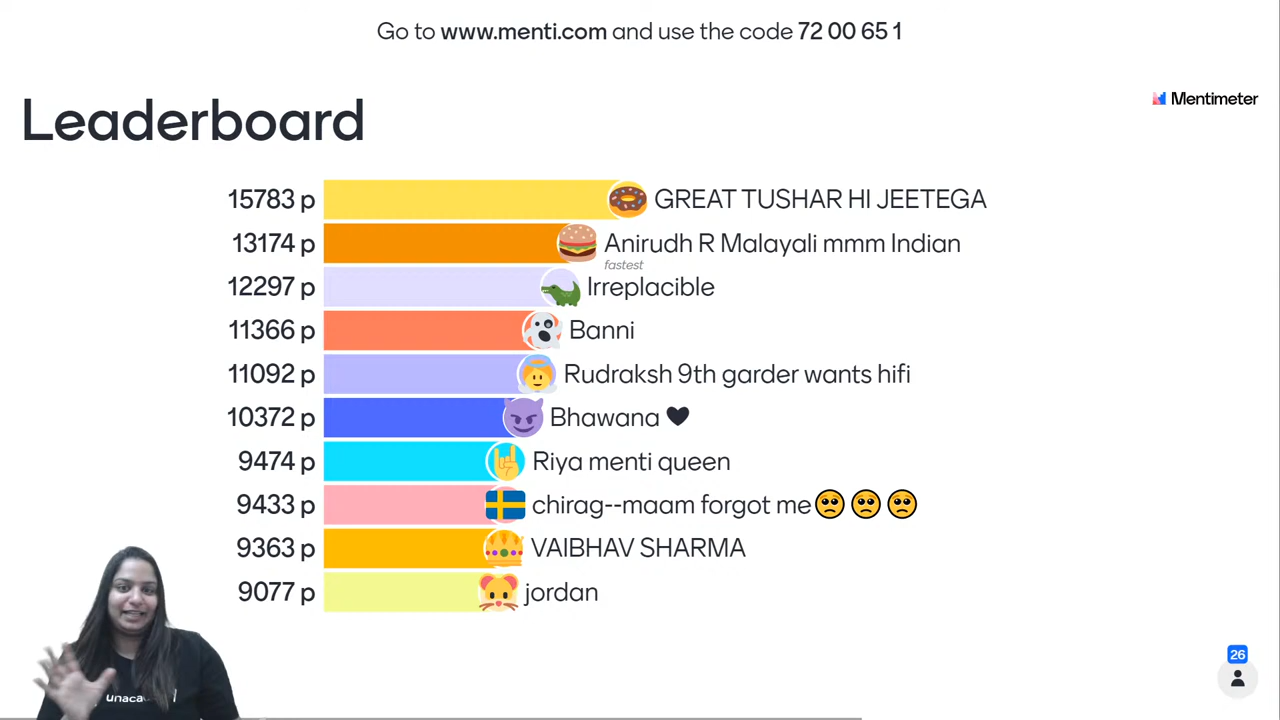 Go to www.menti.com and use the code 72 00 65 1
Mentimeter
Leaderboard
15783 p GREAT TUSHAR HI JEETEGA
13174 p Anirudh R Malayali mmm Indian
fastest
12297 p Irreplacible
11366 p Banni
11092 p Rudraksh 9th garder wants hifi
10372 p Bhawana 🖤
9474 p Riya menti queen
9433 p chirag--maam forgot me🥺🥺🥺
9363 p VAIBHAV SHARMA
9077 p jordan
26